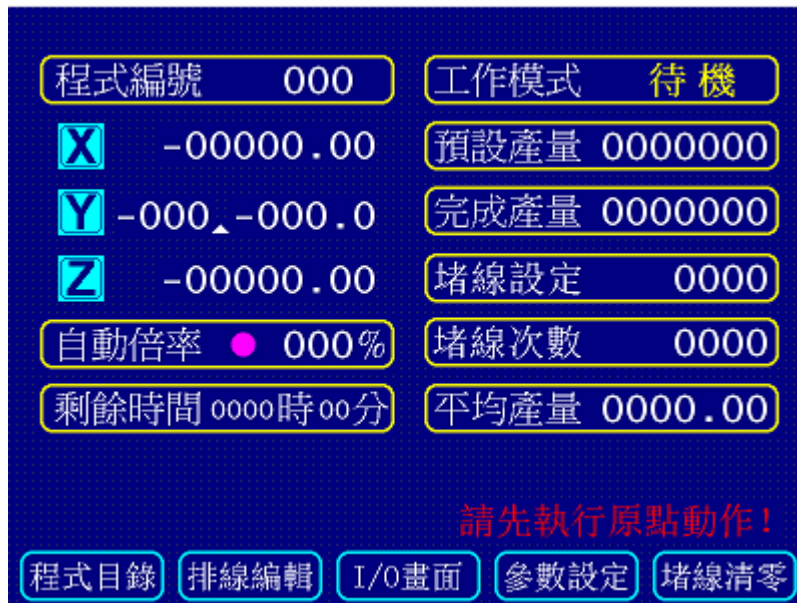 程式編號 000 工作模式 待機
X -00000.00 預設產量 0000000
Y -000▲-000.0 完成產量 0000000
Z -00000.00 堵線設定 0000
自動倍率 ● 000% 堵線次數 0000
剩餘時間 0000時00分 平均產量 0000.00
請先執行原點動作!
程式目錄 排線編輯 I/0畫面 參數設定 堵線清零